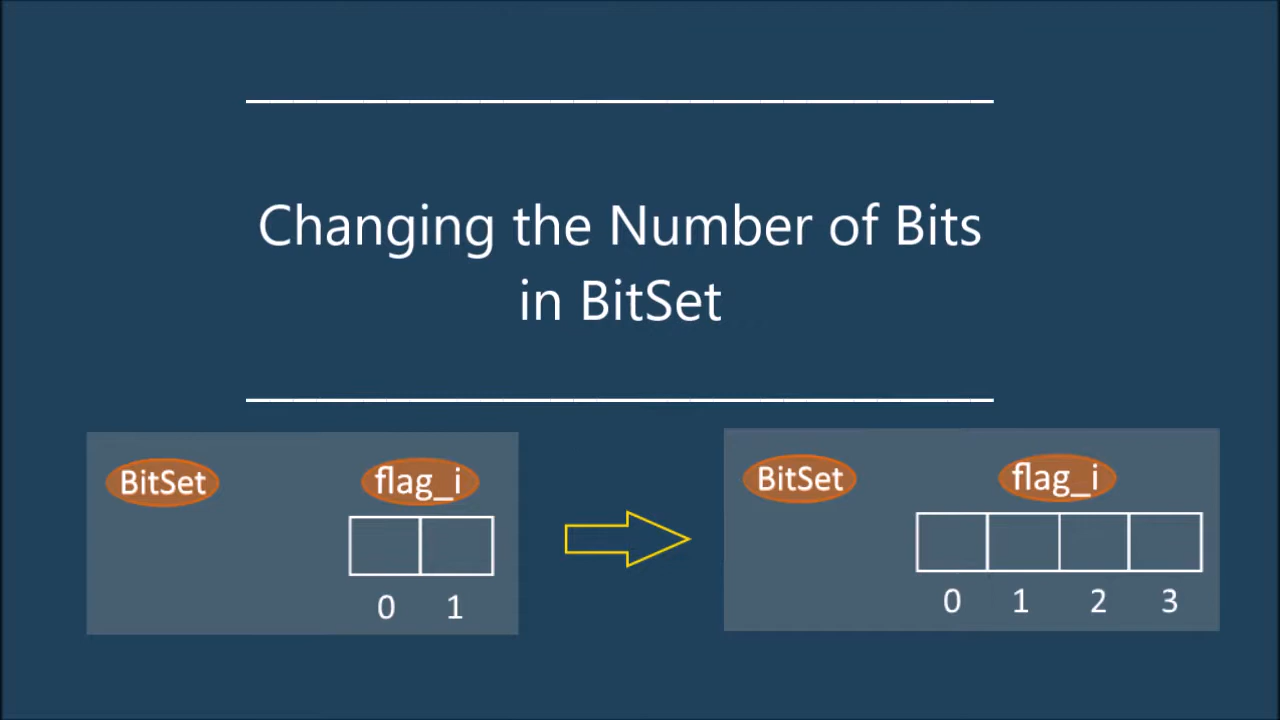 Changing the Number of Bits
in BitSet
BitSet flag_i
0 1
BitSet flag_i
0 1 2 3